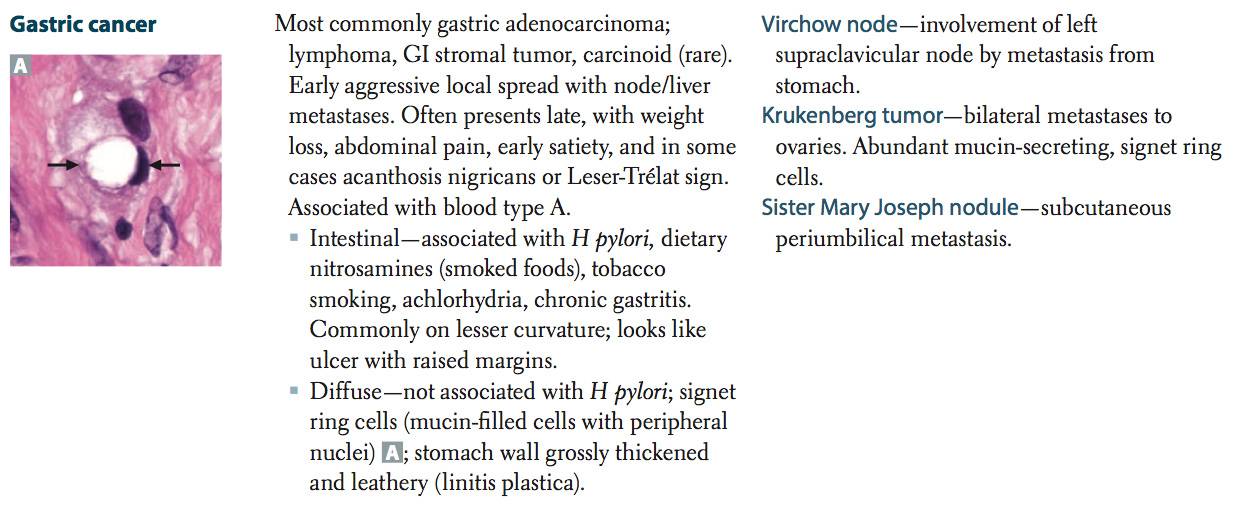 Gastric cancer
A
Most commonly gastric adenocarcinoma;
lymphoma, GI stromal tumor, carcinoid (rare).
Early aggressive local spread with node/liver
metastases. Often presents late, with weight
loss, abdominal pain, early satiety, and in some
cases acanthosis nigricans or Leser-Trélat sign.
Associated with blood type A.
▪ Intestinal—associated with H pylori, dietary
nitrosamines (smoked foods), tobacco
smoking, achlorhydria, chronic gastritis.
Commonly on lesser curvature; looks like
ulcer with raised margins.
▪ Diffuse—not associated with H pylori; signet
ring cells (mucin-filled cells with peripheral
nuclei) A; stomach wall grossly thickened
and leathery (linitis plastica).
Virchow node—involvement of left
supraclavicular node by metastasis from
stomach.
Krukenberg tumor—bilateral metastases to
ovaries. Abundant mucin-secreting, signet ring
cells.
Sister Mary Joseph nodule—subcutaneous
periumbilical metastasis.